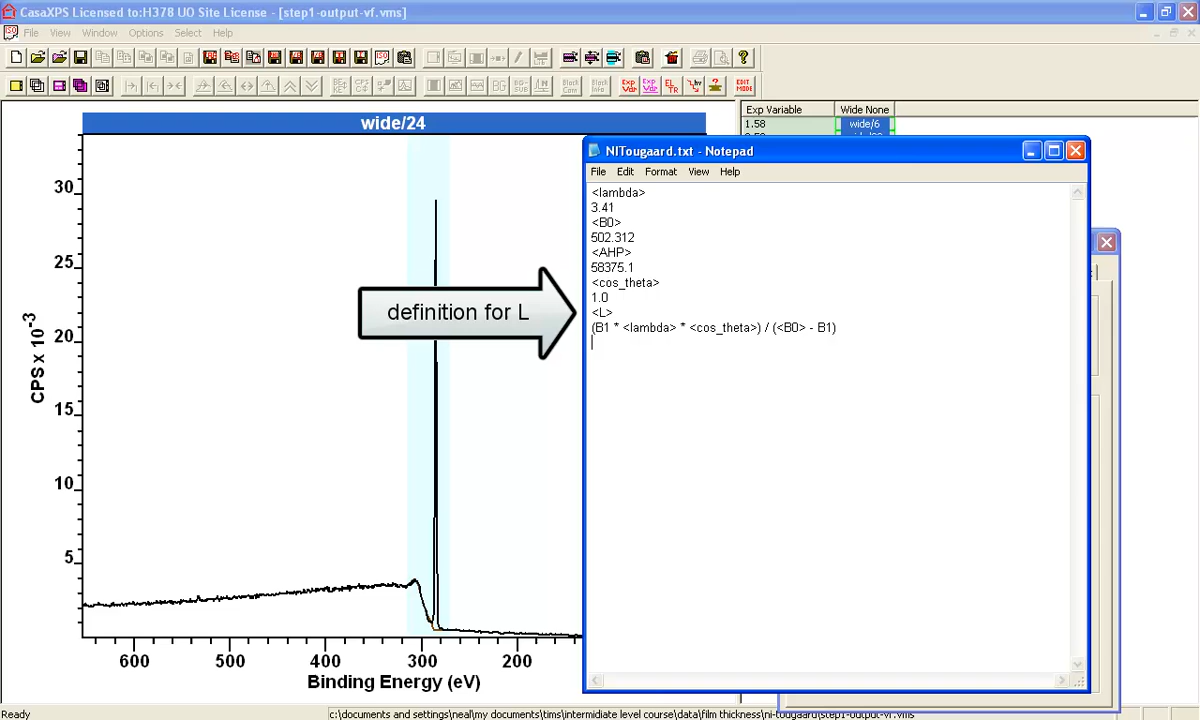 CasaXPS Licensed to:H378 UO Site License - [step1-output-vf.vms]
File View Window Options Select Help
Exp Variable Wide None
1.58 wide/6
wide/24
NITougaard.txt - Notepad
File Edit Format View Help
<lambda>
3.41
<B0>
502.312
<AHP>
58375.1
<cos_theta>
1.0
<L>
(B1 * <lambda> * <cos_theta>) / (<B0> - B1)
definition for L
CPS x 10-3
30
25
20
15
10
5
600 500 400 300 200
Binding Energy (eV)
Ready c:\documents and settings\neal\my documents\tims\intermidiate level course\data\film thickness\ni-tougaard\step1-output-vf.vms